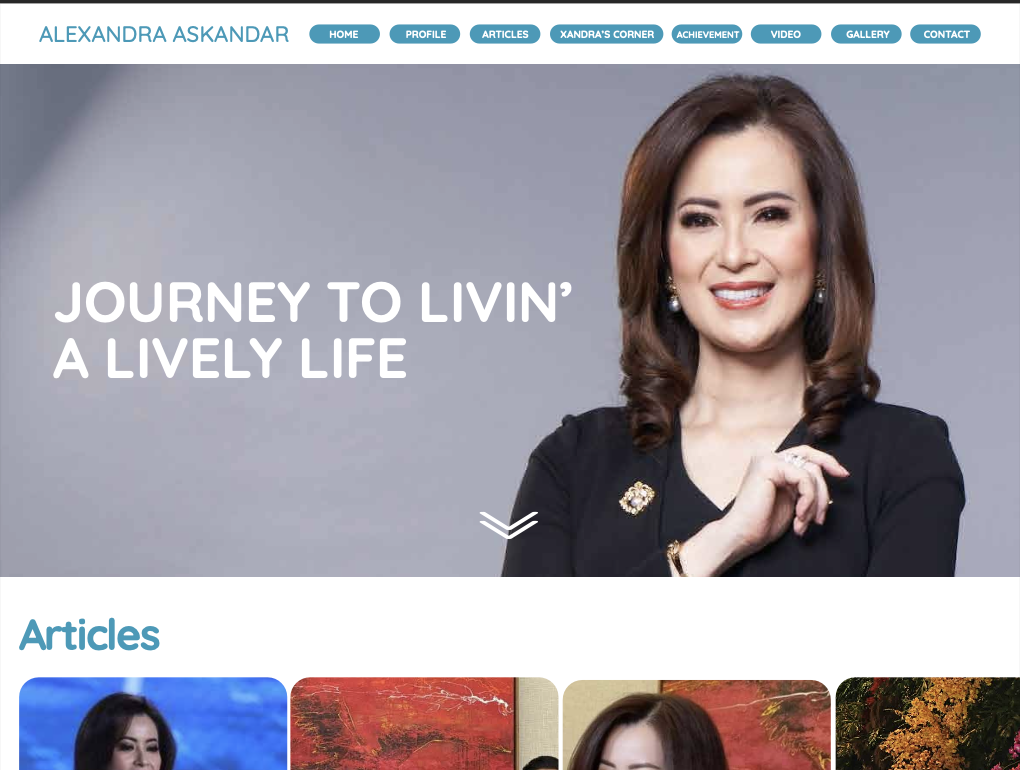 ALEXANDRA ASKANDAR
HOME
PROFILE
ARTICLES
XANDRA'S CORNER
ACHIEVEMENT
VIDEO
GALLERY
CONTACT
JOURNEY TO LIVIN’
A LIVELY LIFE
Articles